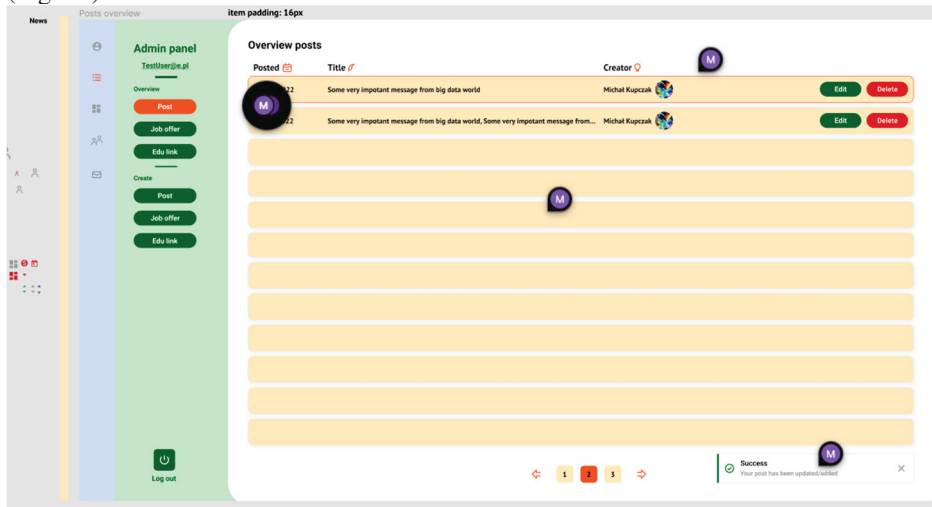 Posts overview
item padding: 16px
News
Admin panel
TestUser@e.pl
Overview
Post
Job offer
Edu link
Create
Post
Job offer
Edu link
Log out
Overview posts
Posted Title Creator
M
22 Some very impotant message from big data world Michał Kupczak Edit Delete
M
22 Some very impotant message from big data world, Some very impotant message from... Michał Kupczak Edit Delete
M
1 2 3
M
Success
Your post has been updated/added